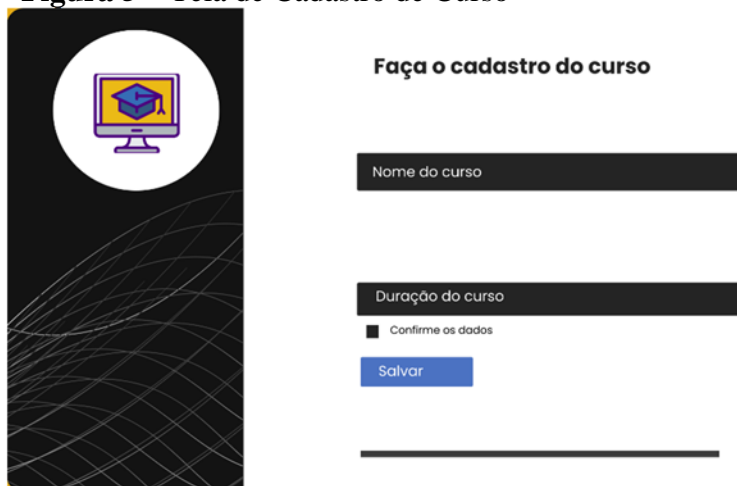 Tela de Cadastro de Curso
Faça o cadastro do curso
Nome do curso
Duração do curso
Confirme os dados
Salvar